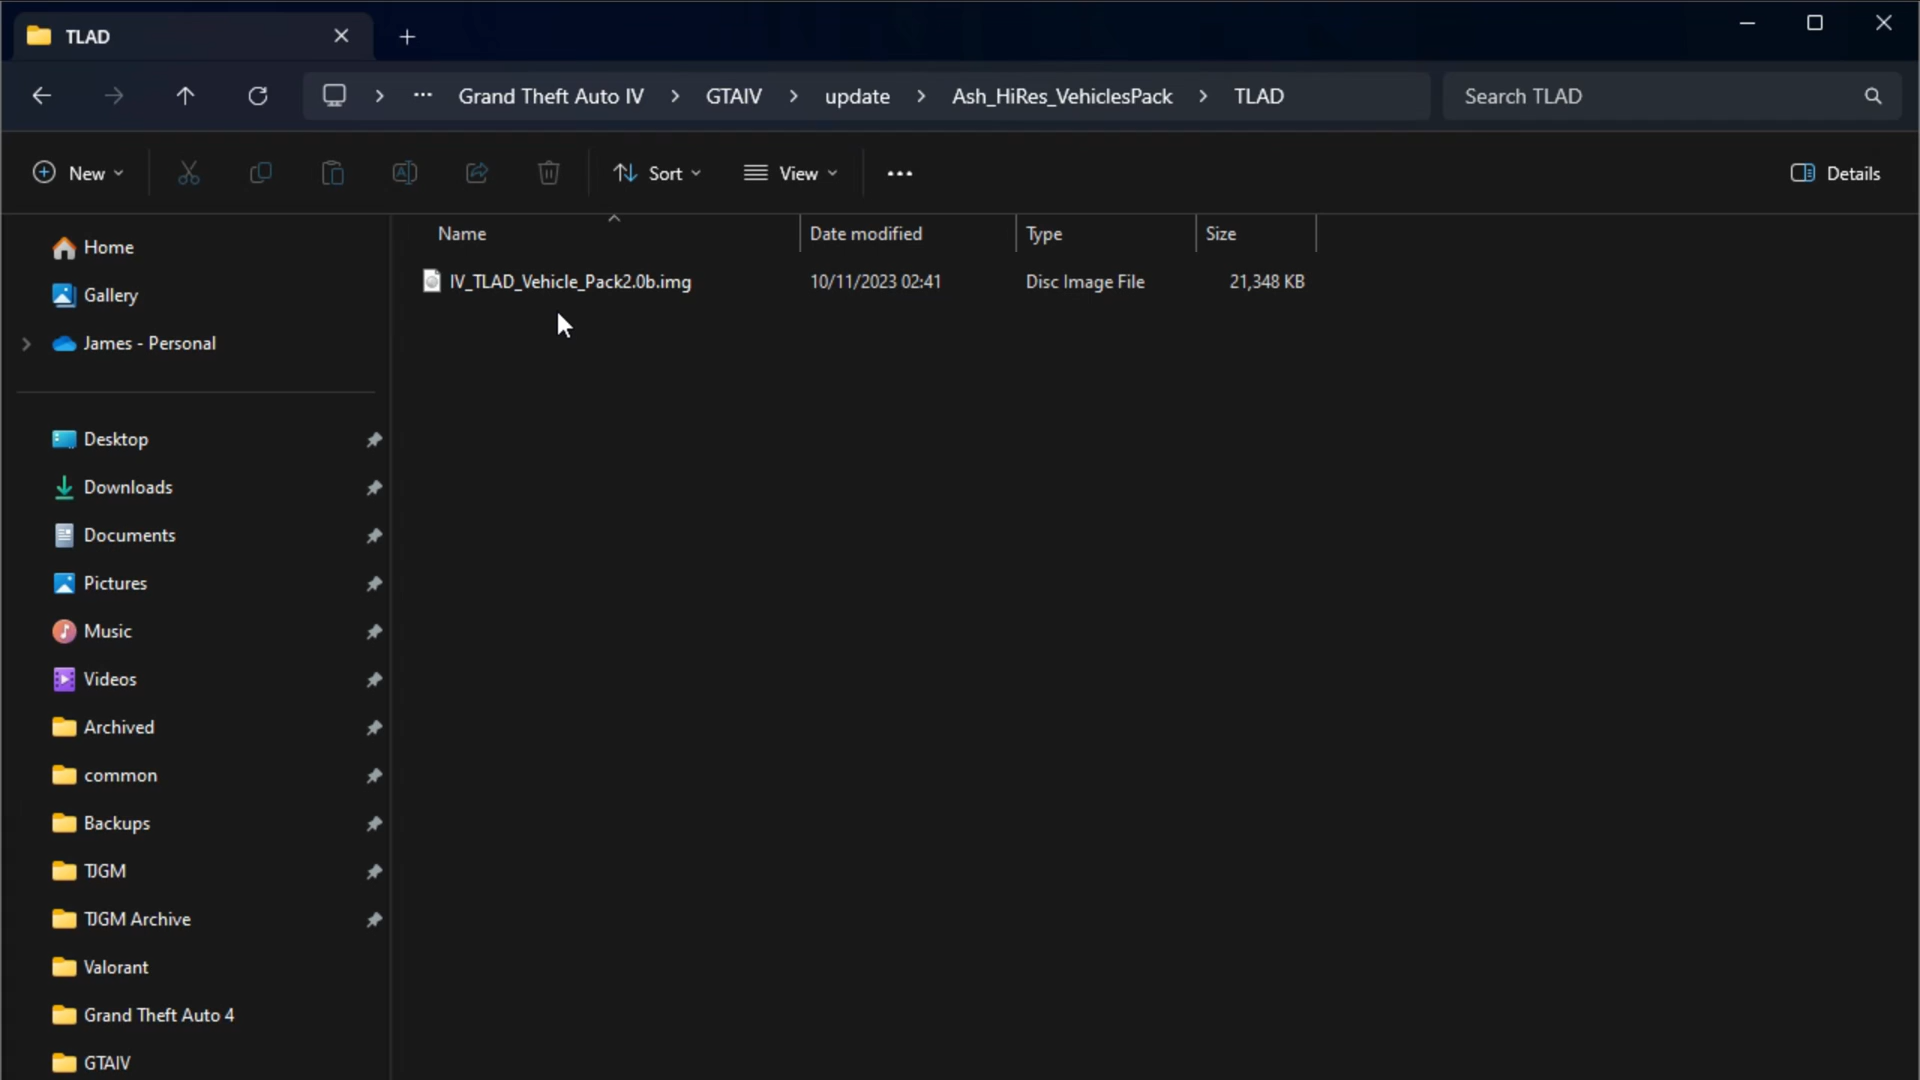 TLAD
Grand Theft Auto IV > GTAIV > update > Ash_HiRes_VehiclesPack > TLAD
Search TLAD
New
Sort
View
Details
Name
Date modified
Type
Size
IV_TLAD_Vehicle_Pack2.0b.img
10/11/2023 02:41
Disc Image File
21,348 KB
Home
Gallery
James - Personal
Desktop
Downloads
Documents
Pictures
Music
Videos
Archived
common
Backups
TJGM
TJGM Archive
Valorant
Grand Theft Auto 4
GTAIV